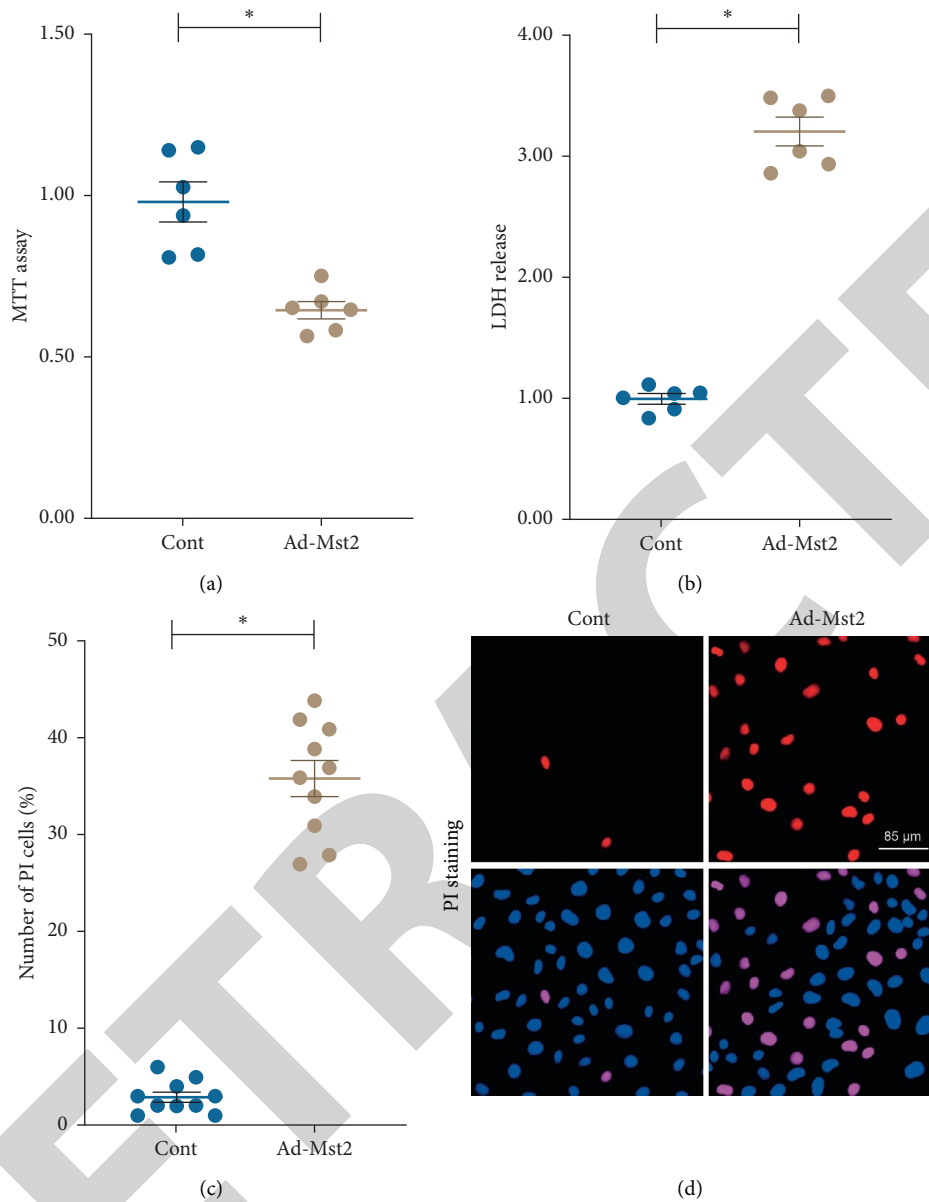 *
1.50
1.00
0.50
0.00
MTT assay
Cont
Ad-Mst2
(a)
*
4.00
3.00
2.00
1.00
0.00
LDH release
Cont
Ad-Mst2
(b)
*
50
40
30
20
10
0
Number of PI cells (%)
Cont
Ad-Mst2
(c)
Cont
Ad-Mst2
PI staining
85 μm
(d)